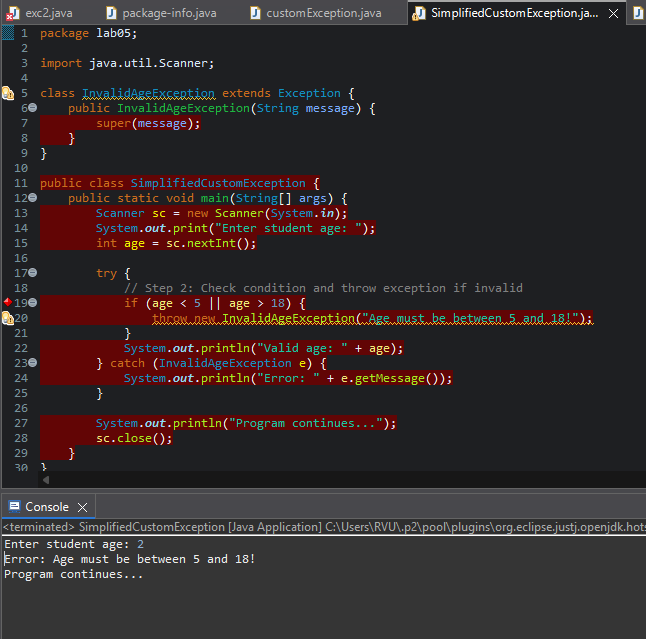 exc2.java package-info.java customException.java SimplifiedCustomException.ja...
1 package lab05;
2
3 import java.util.Scanner;
4
5 class InvalidAgeException extends Exception {
6 public InvalidAgeException(String message) {
7 super(message);
8 }
9 }
10
11 public class SimplifiedCustomException {
12 public static void main(String[] args) {
13 Scanner sc = new Scanner(System.in);
14 System.out.print("Enter student age: ");
15 int age = sc.nextInt();
16
17 try {
18 // Step 2: Check condition and throw exception if invalid
19 if (age < 5 || age > 18) {
20 throw new InvalidAgeException("Age must be between 5 and 18!");
21 }
22 System.out.println("Valid age: " + age);
23 } catch (InvalidAgeException e) {
24 System.out.println("Error: " + e.getMessage());
25 }
26
27 System.out.println("Program continues...");
28 sc.close();
29 }
30 }
Console
<terminated> SimplifiedCustomException [Java Application] C:\Users\RVU\.p2\pool\plugins\org.eclipse.justj.openjdk.hots
Enter student age: 2
Error: Age must be between 5 and 18!
Program continues...